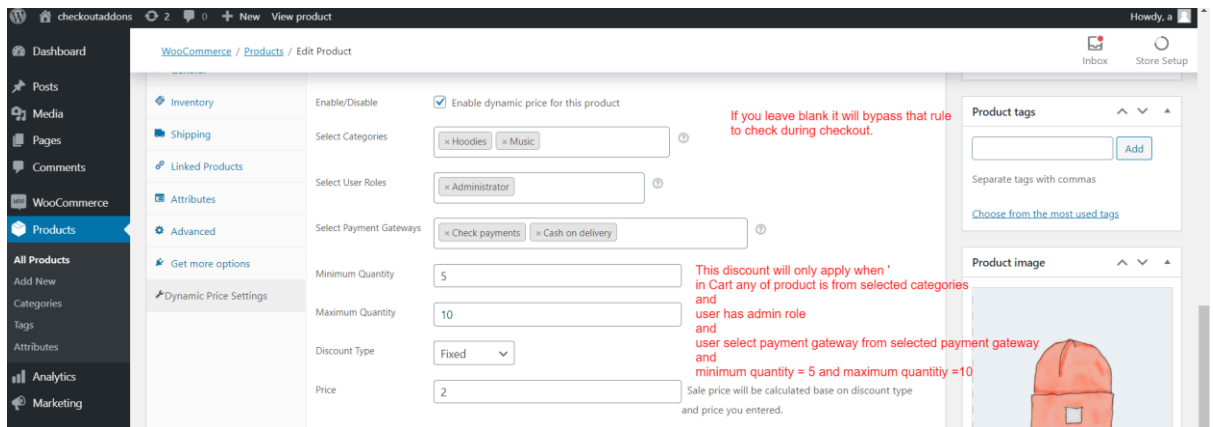 checkoutaddons 2 0 + New View product Howdy, a
Dashboard
Posts
Media
Pages
Comments
WooCommerce
Products
All Products
Add New
Categories
Tags
Attributes
Analytics
Marketing
WooCommerce / Products / Edit Product
Inbox
Store Setup
Inventory
Shipping
Linked Products
Attributes
Advanced
Get more options
Dynamic Price Settings
Enable/Disable Enable dynamic price for this product
Select Categories × Hoodies × Music
Select User Roles × Administrator
Select Payment Gateways × Check payments × Cash on delivery
Minimum Quantity 5
Maximum Quantity 10
Discount Type Fixed
Price 2 Sale price will be calculated base on discount type
and price you entered.
If you leave blank it will bypass that rule
to check during checkout.
This discount will only apply when '
in Cart any of product is from selected categories
and
user has admin role
and
user select payment gateway from selected payment gateway
and
minimum quantity = 5 and maximum quantitiy =10
Product tags
Add
Separate tags with commas
Choose from the most used tags
Product image